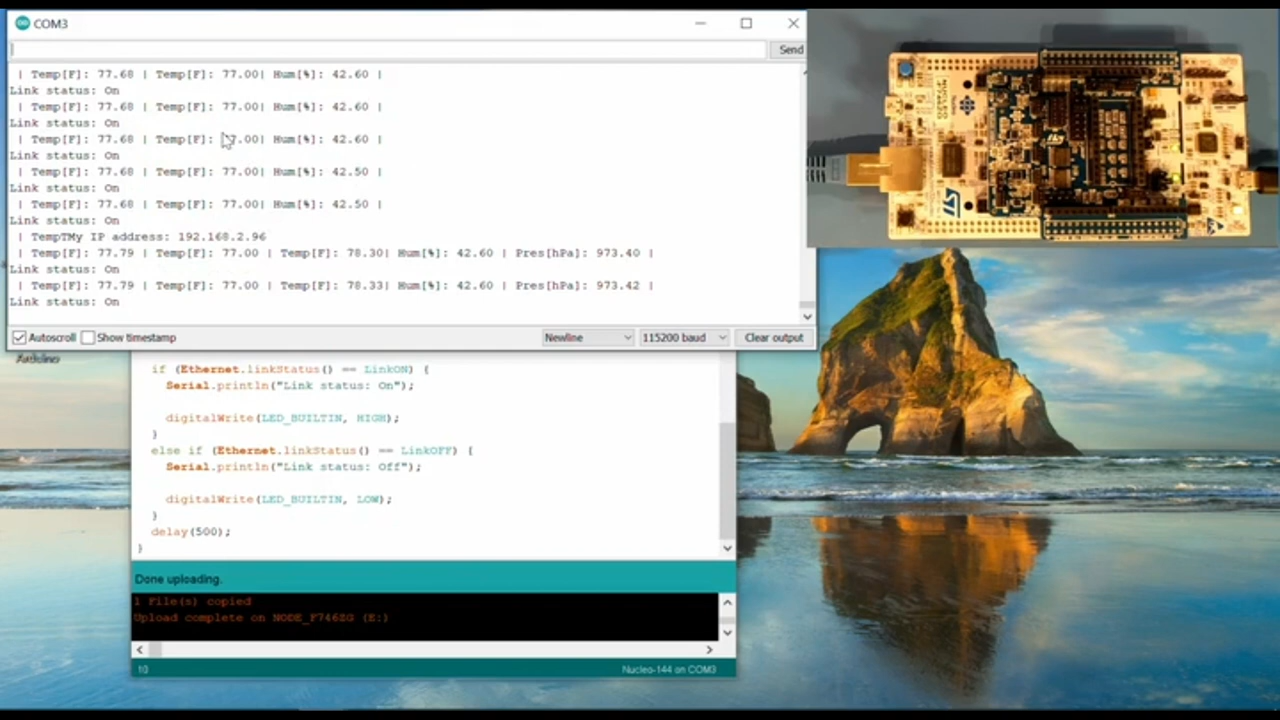 COM3
Send
| Temp[F]: 77.68 | Temp[F]: 77.00| Hum[%]: 42.60 |
Link status: On
| Temp[F]: 77.68 | Temp[F]: 77.00| Hum[%]: 42.60 |
Link status: On
| Temp[F]: 77.68 | Temp[F]: 77.00| Hum[%]: 42.60 |
Link status: On
| Temp[F]: 77.68 | Temp[F]: 77.00| Hum[%]: 42.50 |
Link status: On
| Temp[F]: 77.68 | Temp[F]: 77.00| Hum[%]: 42.50 |
Link status: On
| TempTMy IP address: 192.168.2.96
| Temp[F]: 77.79 | Temp[F]: 77.00 | Temp[F]: 78.30| Hum[%]: 42.60 | Pres[hPa]: 973.40 |
Link status: On
| Temp[F]: 77.79 | Temp[F]: 77.00 | Temp[F]: 78.33| Hum[%]: 42.60 | Pres[hPa]: 973.42 |
Link status: On
Autoscroll Show timestamp Newline 115200 baud Clear output
Arduino
if (Ethernet.linkStatus() == LinkON) {
Serial.println("Link status: On");
digitalWrite(LED_BUILTIN, HIGH);
}
else if (Ethernet.linkStatus() == LinkOFF) {
Serial.println("Link status: Off");
digitalWrite(LED_BUILTIN, LOW);
}
delay(500);
}
Done uploading.
1 File(s) copied
Upload complete on NODE_F746ZG (E:)
Nucleo-144 on COM3
NUCLEO
ST